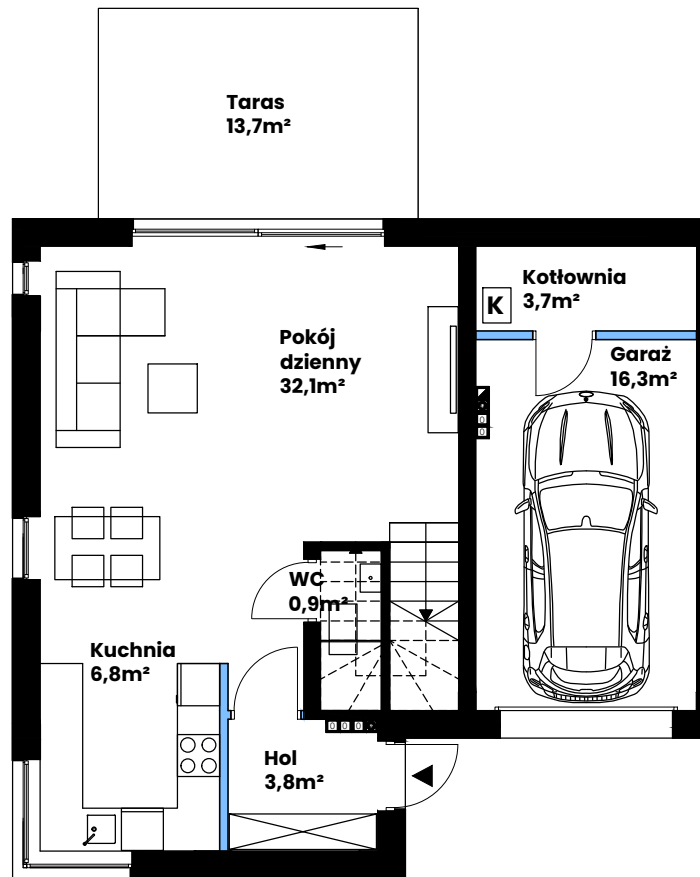 Taras
13,7m²
Kotłownia
3,7m²
K
Pokój
dzienny
32,1m²
Garaż
16,3m²
WC
0,9m²
Kuchnia
6,8m²
Hol
3,8m²